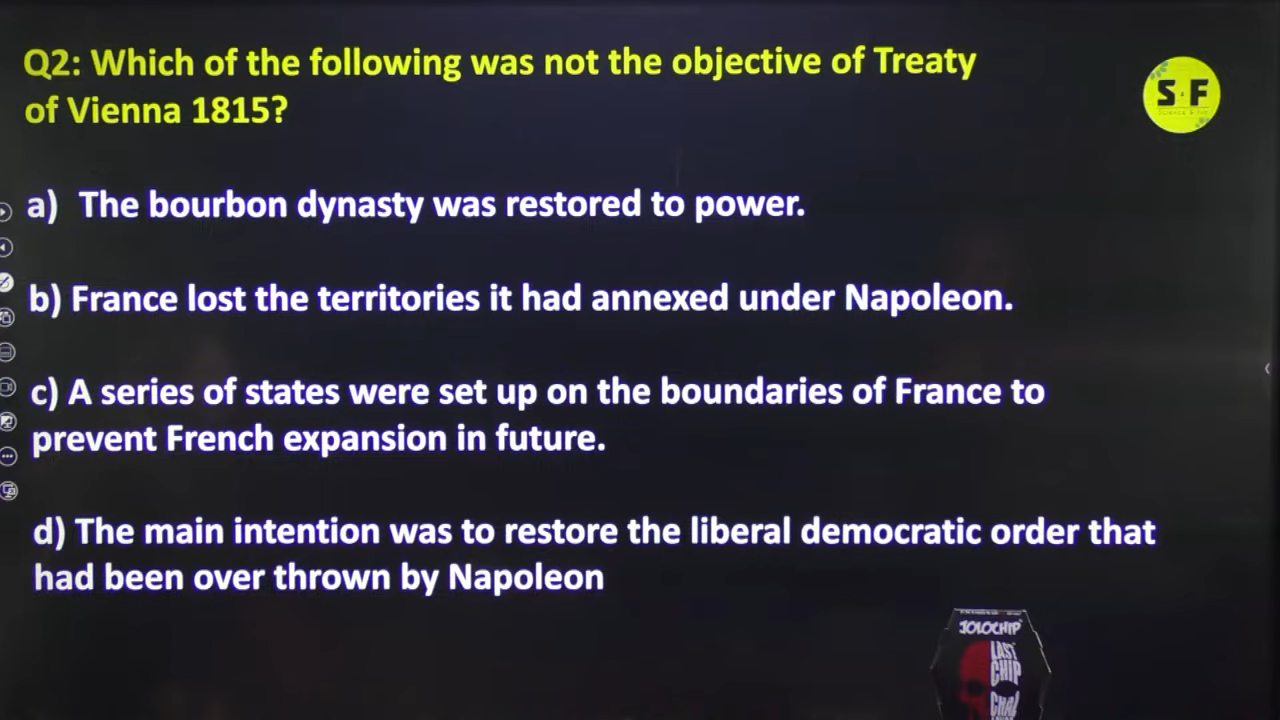 Q2: Which of the following was not the objective of Treaty
of Vienna 1815?
S F
a) The bourbon dynasty was restored to power.
b) France lost the territories it had annexed under Napoleon.
c) A series of states were set up on the boundaries of France to
prevent French expansion in future.
d) The main intention was to restore the liberal democratic order that
had been over thrown by Napoleon
JOLOCHIP
LAST
CHIP